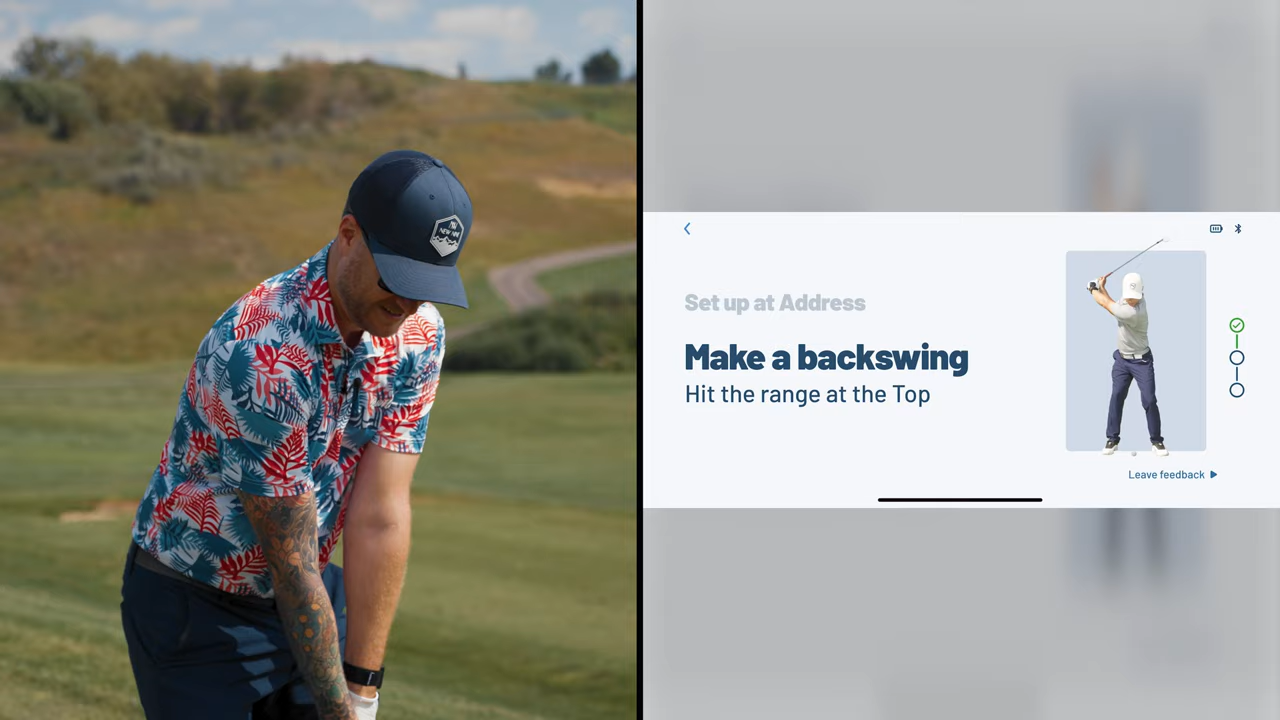 Set up at Address
Make a backswing
Hit the range at the Top
Leave feedback